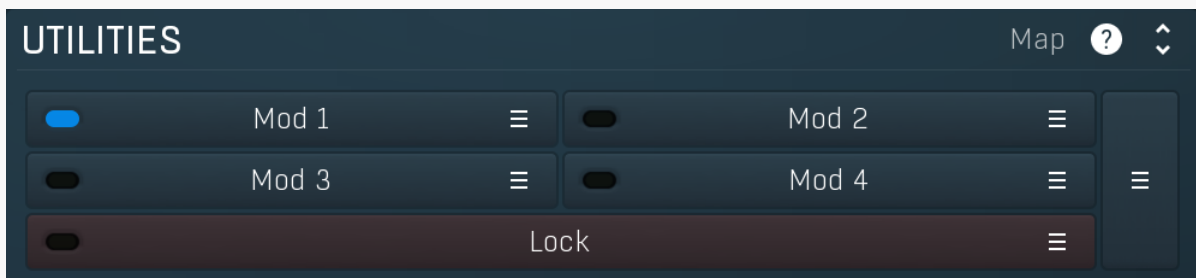 UTILITIES Map ?
Mod 1 Mod 2
Mod 3 Mod 4
Lock